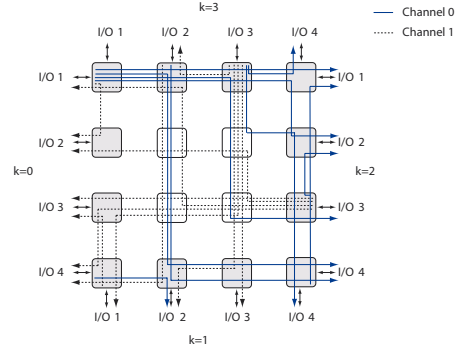 k=3
Channel 0
Channel 1
I/O 1 I/O 2 I/O 3 I/O 4
I/O 1 I/O 1
I/O 2 I/O 2
k=0 k=2
I/O 3 I/O 3
I/O 4 I/O 4
I/O 1 I/O 2 I/O 3 I/O 4
k=1